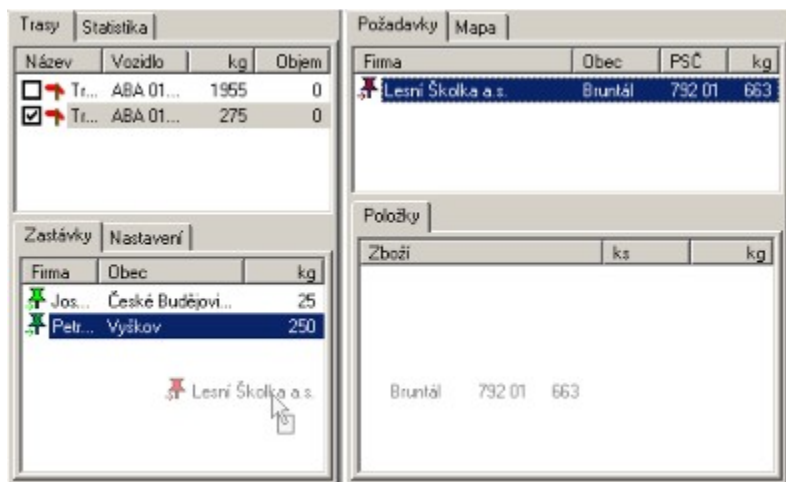 Trasy Statistika
Název Vozidlo kg Objem
Tr... ABA 01... 1955 0
Tr... ABA 01... 275 0
Zastávky Nastavení
Firma Obec kg
Jos... České Budějovi... 25
Petr... Vyškov 250
Lesní Školka a.s. Bruntál 792 01 663
Požadavky Mapa
Firma Obec PSČ kg
Lesní Školka a.s. Bruntál 792 01 663
Položky
Zboží ks kg